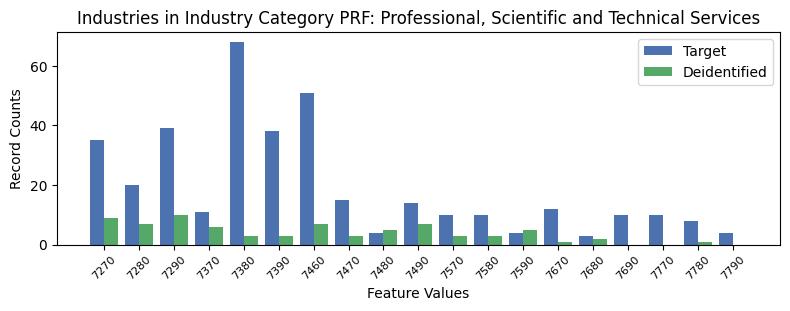 Industries in Industry Category PRF: Professional, Scientific and Technical Services
Target
Deidentified
Record Counts
60
40
20
0
7270 7280 7290 7370 7380 7390 7460 7470 7480 7490 7570 7580 7590 7670 7680 7690 7770 7780 7790
Feature Values